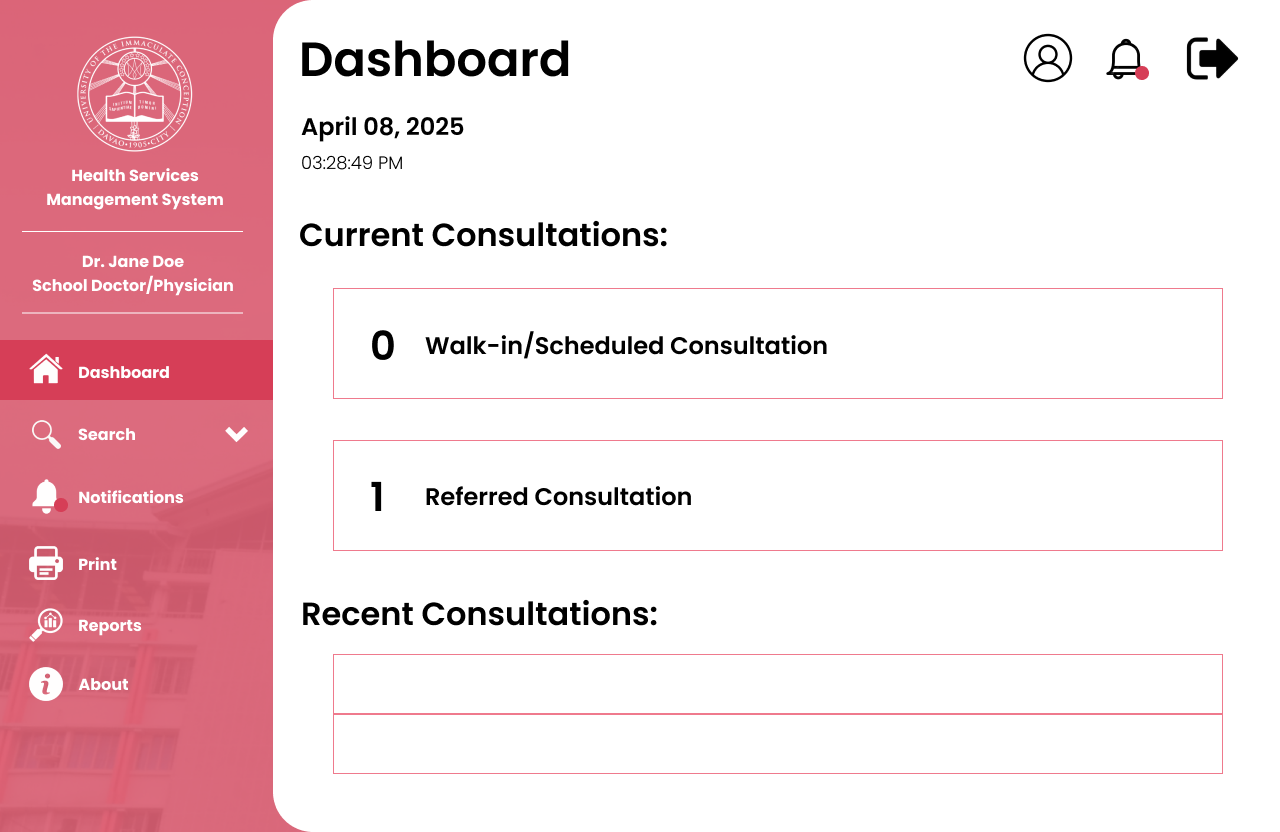 UNIVERSITY OF THE IMMACULATE CONCEPTION
DAVAO • 1905 • CITY
Health Services
Management System
Dr. Jane Doe
School Doctor/Physician
Dashboard
Search
Notifications
Print
Reports
About
Dashboard
April 08, 2025
03:28:49 PM
Current Consultations:
0 Walk-in/Scheduled Consultation
1 Referred Consultation
Recent Consultations: